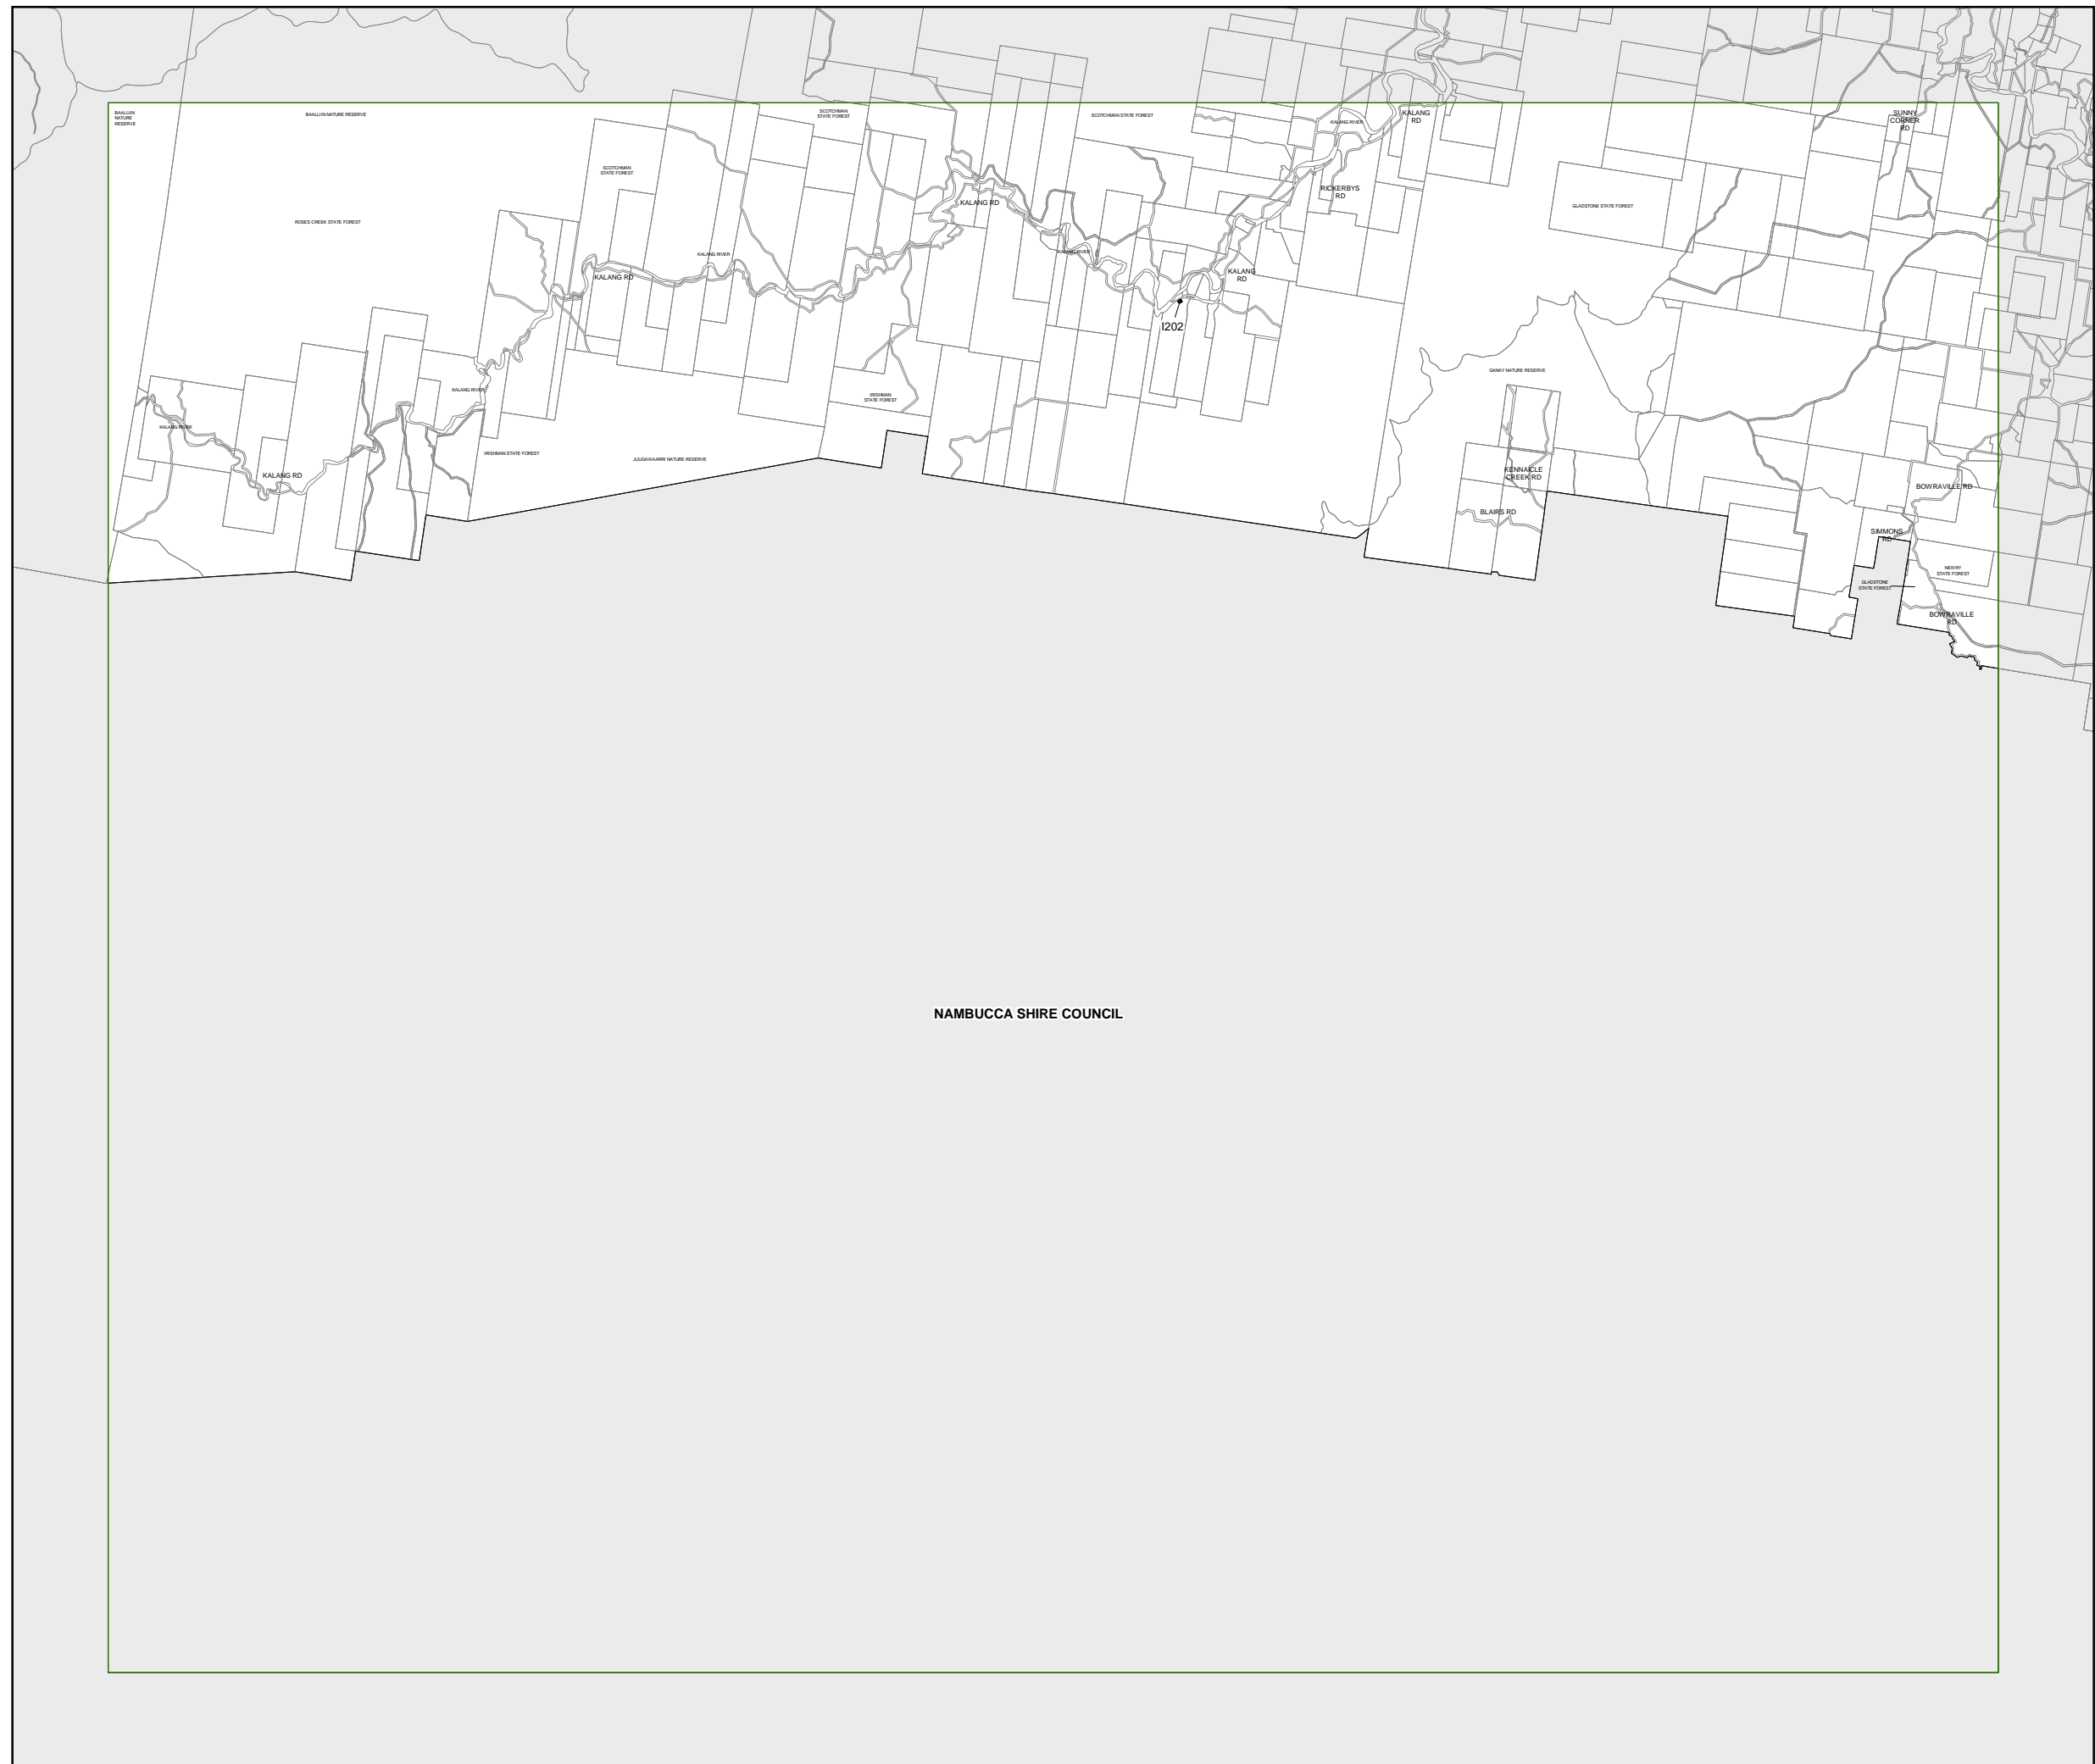 BAALIJIN
NATURE
RESERVE
BAALIJIN NATURE RESERVE
SCOTCHMAN
STATE FOREST
SCOTCHMAN STATE FOREST
KALANG RIVER
KALANG
RD
SUNNY
CORNER
RD
SCOTCHMAN
STATE FOREST
RICKERBYS
RD
KALANG RD
GLADSTONE STATE FOREST
ROSES CREEK STATE FOREST
KALANG RIVER
KALANG RIVER
KALANG RD
KALANG
RD
I202
GANAY NATURE RESERVE
KALANG RIVER
IRISHMAN
STATE FOREST
KALANG RIVER
IRISHMAN STATE FOREST
JUUGAWAARRI NATURE RESERVE
KALANG RD
KENNAICLE
CREEK RD
BOWRAVILLE RD
BLAIRS RD
SIMMONS
RD
NEWRY
STATE FOREST
GLADSTONE
STATE FOREST
BOWRAVILLE
RD
NAMBUCCA SHIRE COUNCIL